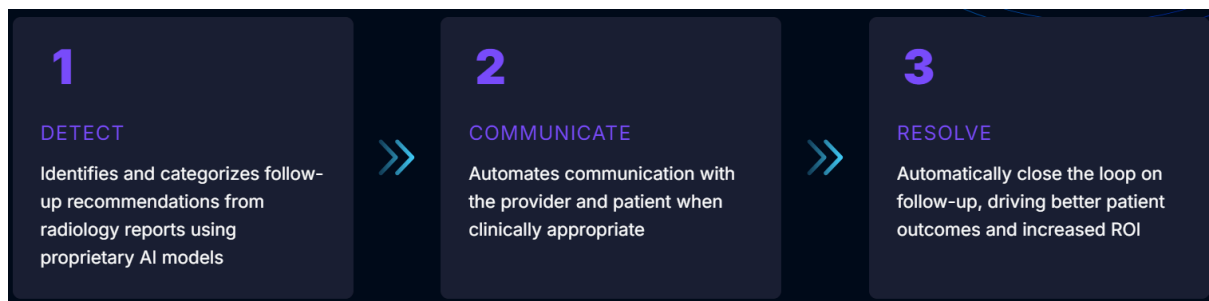 1
DETECT
Identifies and categorizes follow-
up recommendations from
radiology reports using
proprietary AI models
2
COMMUNICATE
Automates communication with
the provider and patient when
clinically appropriate
3
RESOLVE
Automatically close the loop on
follow-up, driving better patient
outcomes and increased ROI